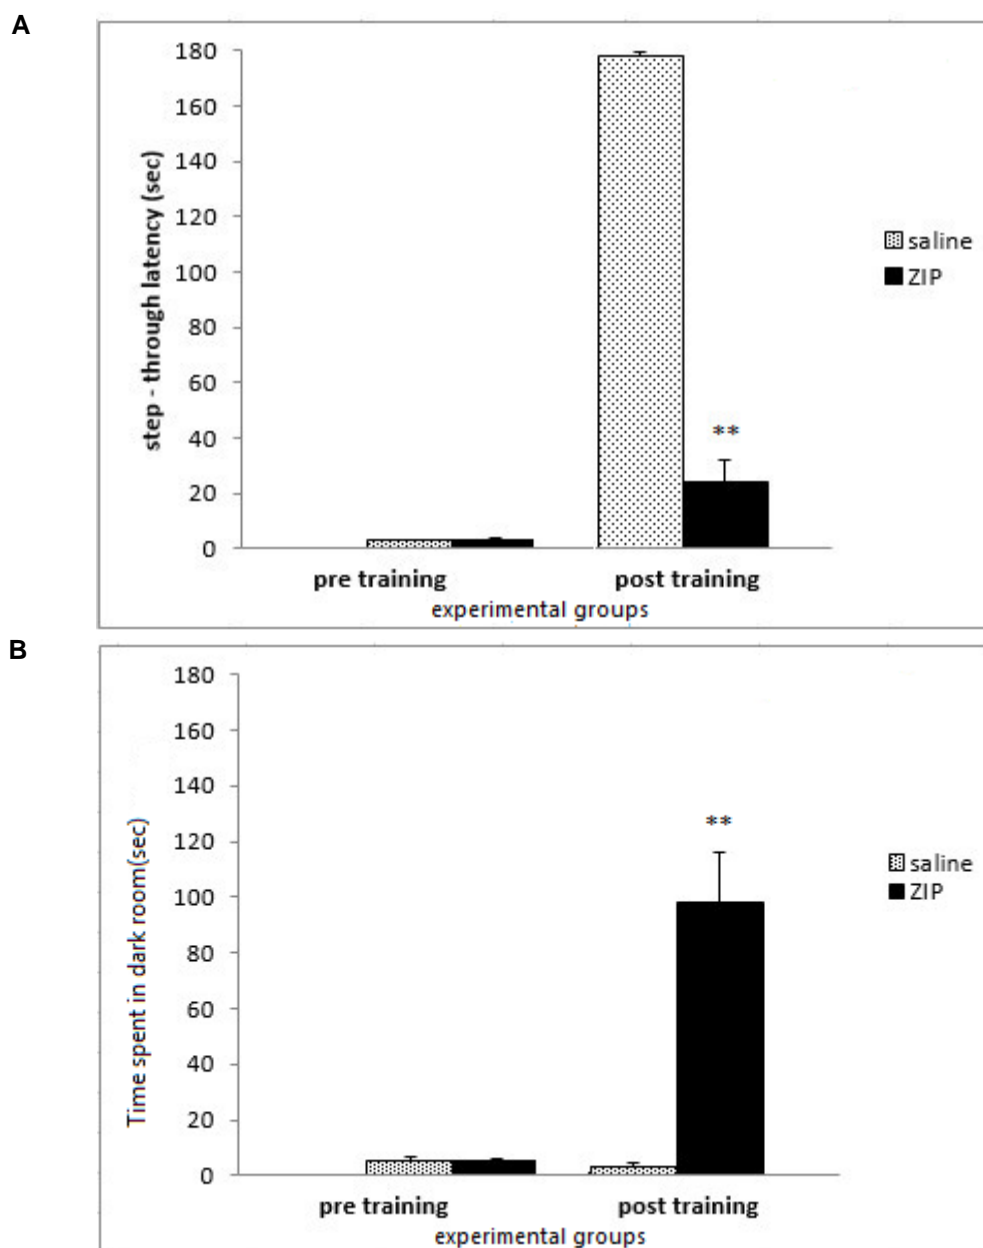 A
step - through latency (sec)
180
160
140
120
100
80
60
40
20
0
**
saline
ZIP
pre training
post training
experimental groups
B
Time spent in dark room(sec)
180
160
140
120
100
80
60
40
20
0
**
saline
ZIP
pre training
post training
experimental groups